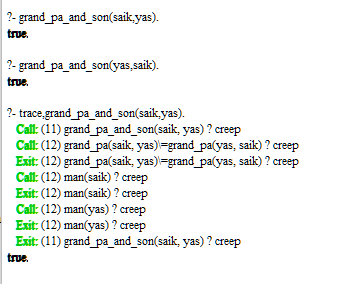 ?- grand_pa_and_son(saik,yas).
true.
?- grand_pa_and_son(yas,saik).
true.
?- trace,grand_pa_and_son(saik,yas).
Call: (11) grand_pa_and_son(saik, yas) ? creep
Call: (12) grand_pa(saik, yas)\=grand_pa(yas, saik) ? creep
Exit: (12) grand_pa(saik, yas)\=grand_pa(yas, saik) ? creep
Call: (12) man(saik) ? creep
Exit: (12) man(saik) ? creep
Call: (12) man(yas) ? creep
Exit: (12) man(yas) ? creep
Exit: (11) grand_pa_and_son(saik, yas) ? creep
true.